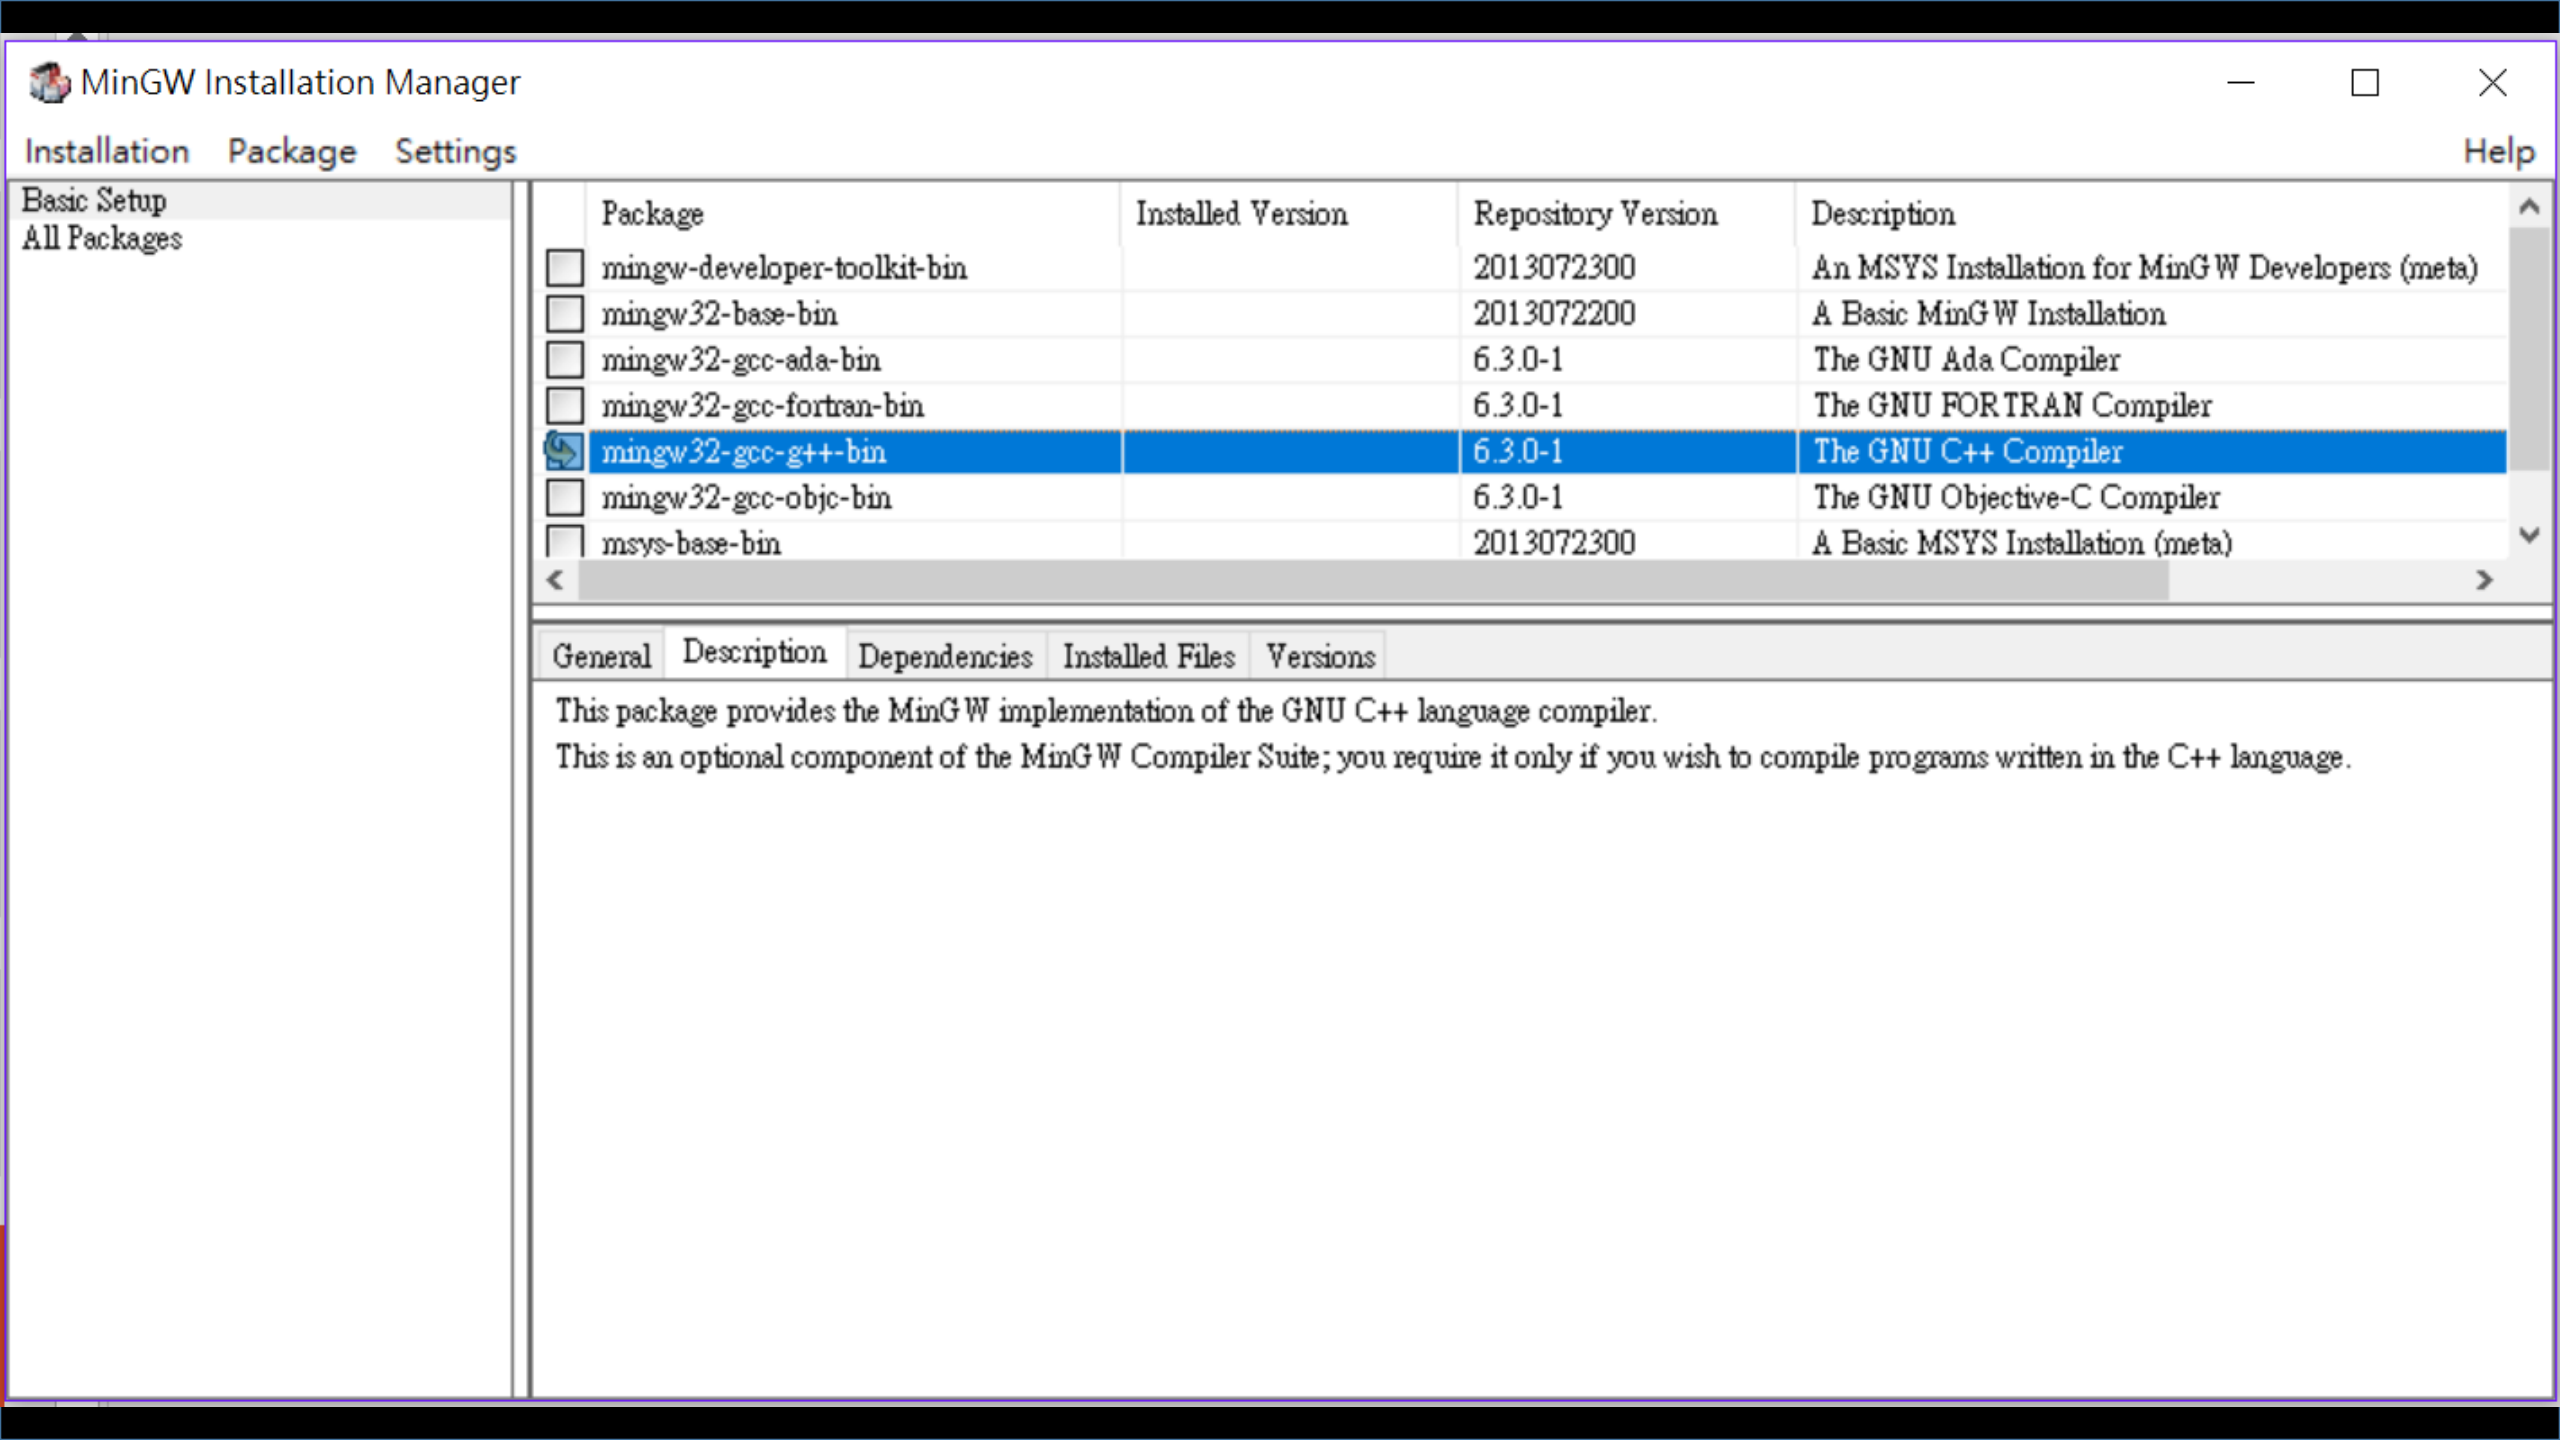 MinGW Installation Manager
Installation Package Settings Help
Basic Setup
All Packages
Package Installed Version Repository Version Description
mingw-developer-toolkit-bin 2013072300 An MSYS Installation for MinGW Developers (meta)
mingw32-base-bin 2013072200 A Basic MinGW Installation
mingw32-gcc-ada-bin 6.3.0-1 The GNU Ada Compiler
mingw32-gcc-fortran-bin 6.3.0-1 The GNU FORTRAN Compiler
mingw32-gcc-g++-bin 6.3.0-1 The GNU C++ Compiler
mingw32-gcc-objc-bin 6.3.0-1 The GNU Objective-C Compiler
msys-base-bin 2013072300 A Basic MSYS Installation (meta)
General Description Dependencies Installed Files Versions
This package provides the MinGW implementation of the GNU C++ language compiler.
This is an optional component of the MinGW Compiler Suite; you require it only if you wish to compile programs written in the C++ language.